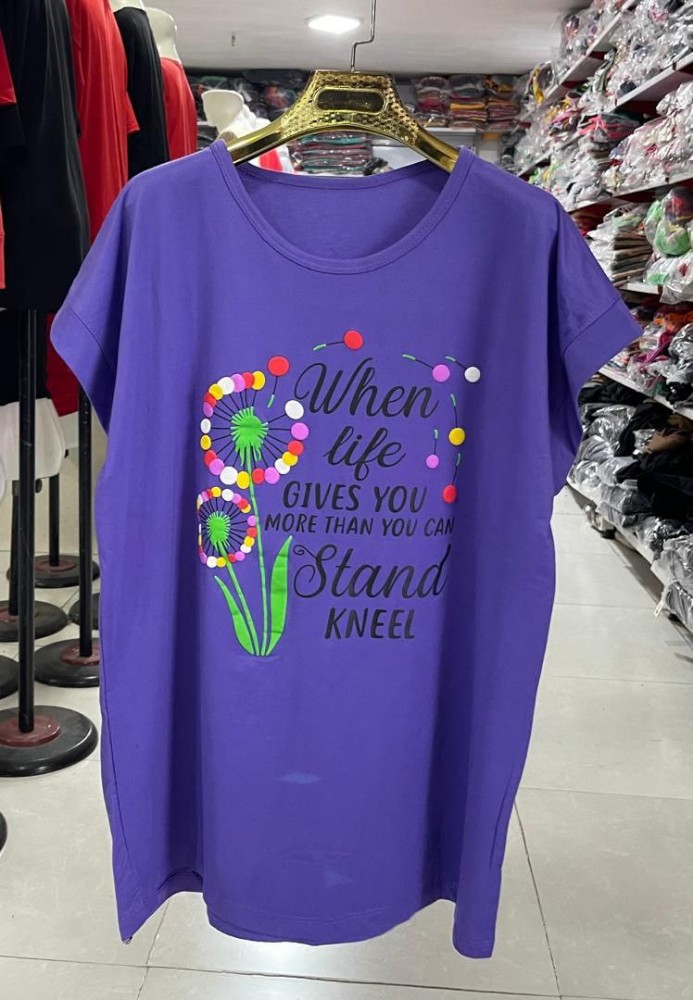 When
life
GIVES YOU
MORE THAN YOU CAN
Stand
KNEEL